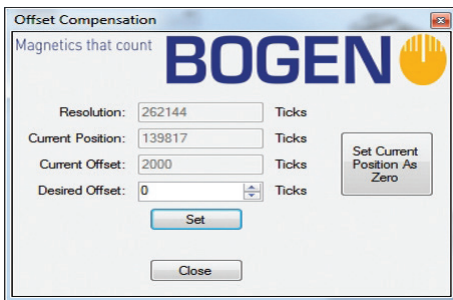 Offset Compensation
Magnetics that count
BOGEN
Resolution: 262144 Ticks
Current Position: 139817 Ticks
Current Offset: 2000 Ticks
Desired Offset: 0 Ticks
Set Current
Position As
Zero
Set
Close